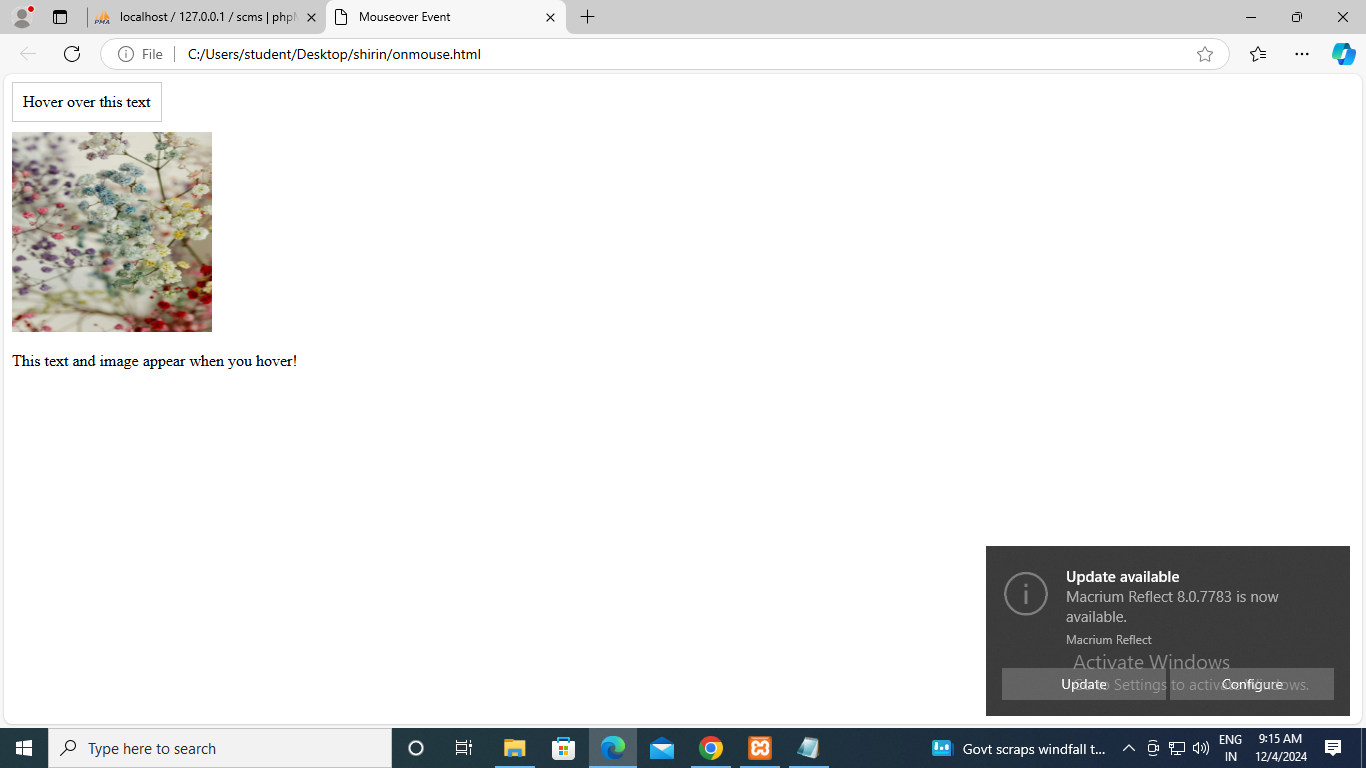 localhost / 127.0.0.1 / scms | phpM
Mouseover Event
File
C:/Users/student/Desktop/shirin/onmouse.html
Hover over this text
This text and image appear when you hover!
Update available
Macrium Reflect 8.0.7783 is now
available.
Macrium Reflect
Activate Windows
Go to Settings to activate Windows.
Update
Configure
Type here to search
Govt scraps windfall t...
ENG
IN
9:15 AM
12/4/2024